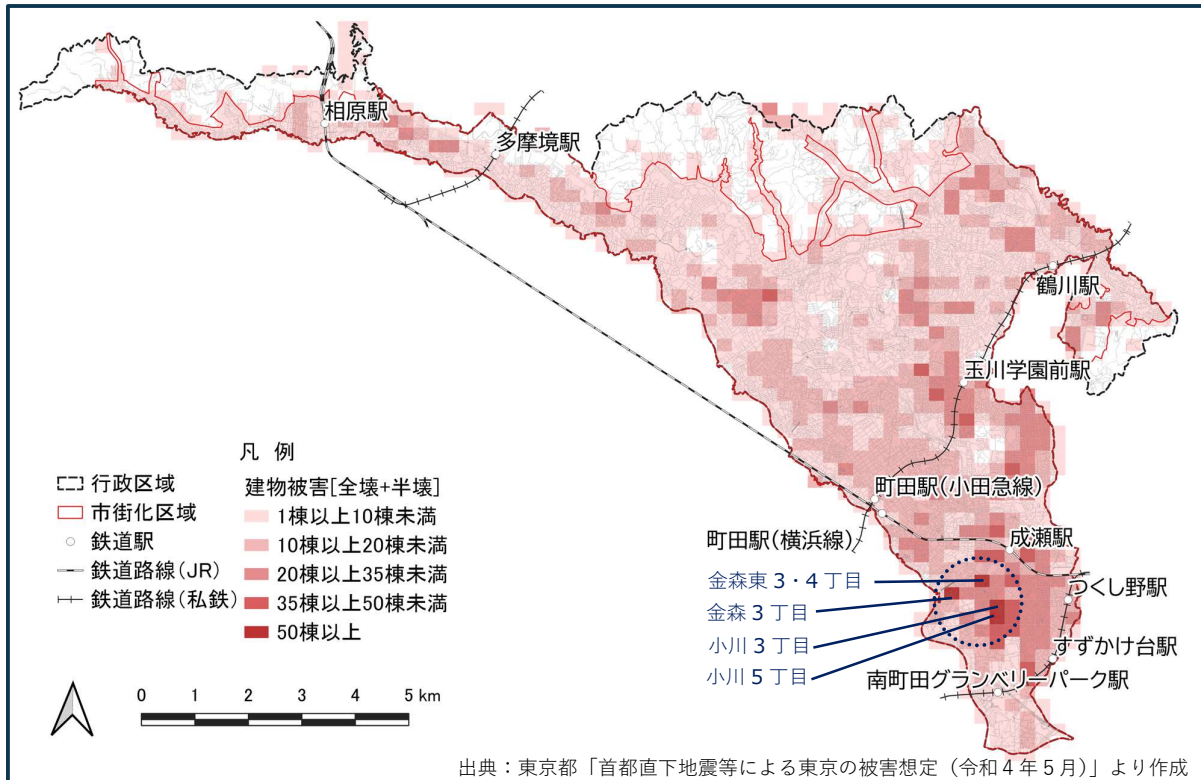 相原駅
多摩境駅
鶴川駅
玉川学園前駅
町田駅(小田急線)
町田駅(横浜線)
成瀬駅
つくし野駅
すずかけ台駅
南町田グランベリーパーク駅
金森東3・4丁目
金森3丁目
小川3丁目
小川5丁目
凡 例
行政区域
市街化区域
鉄道駅
鉄道路線(JR)
鉄道路線(私鉄)
建物被害[全壊+半壊]
1棟以上10棟未満
10棟以上20棟未満
20棟以上35棟未満
35棟以上50棟未満
50棟以上
0 1 2 3 4 5 km
出典：東京都「首都直下地震等による東京の被害想定（令和4年5月）」より作成